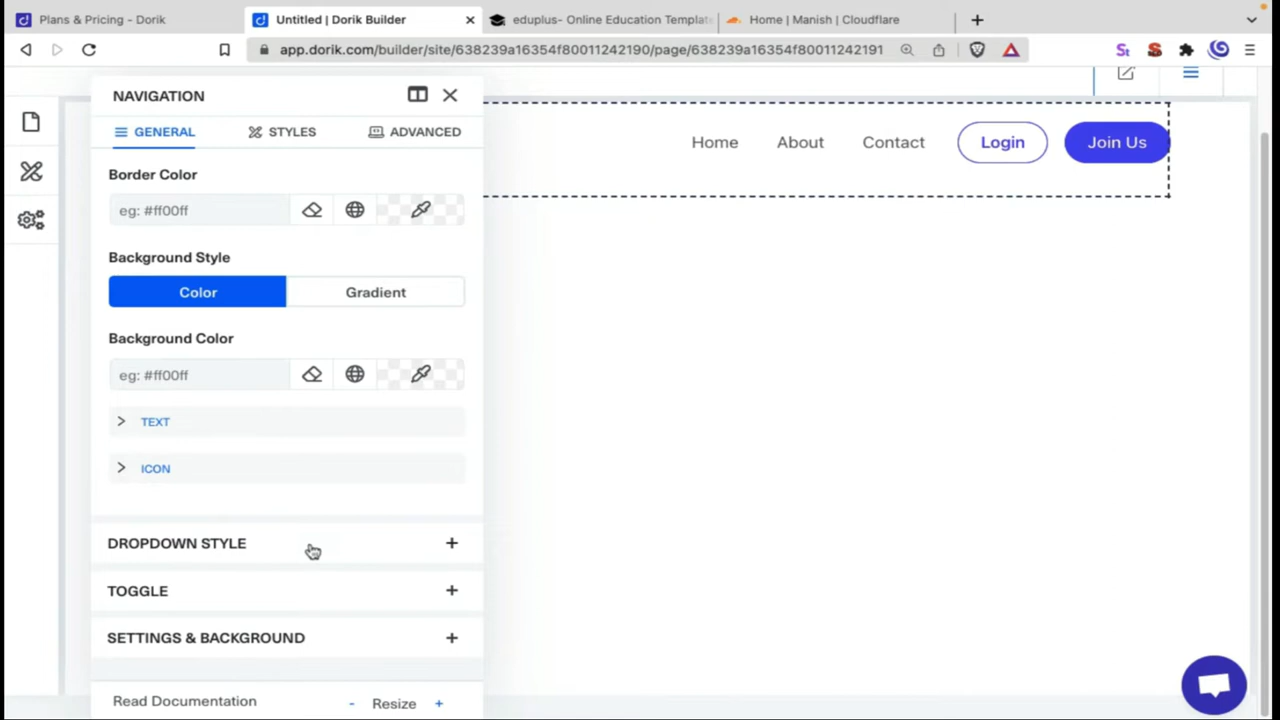 Plans & Pricing - Dorik
Untitled | Dorik Builder
eduplus- Online Education Template
Home | Manish | Cloudflare
app.dorik.com/builder/site/638239a16354f80011242190/page/638239a16354f80011242191
St
NAVIGATION
GENERAL
STYLES
ADVANCED
Home
About
Contact
Login
Join Us
Border Color
eg: #ff00ff
Background Style
Color
Gradient
Background Color
eg: #ff00ff
TEXT
ICON
DROPDOWN STYLE +
TOGGLE +
SETTINGS & BACKGROUND +
Read Documentation
- Resize +